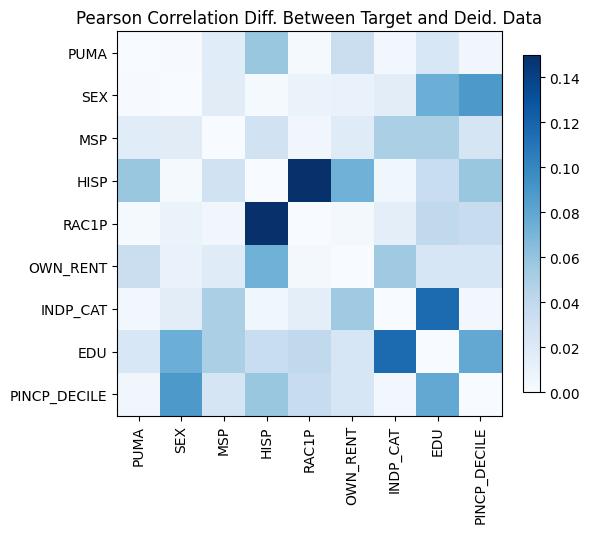 Pearson Correlation Diff. Between Target and Deid. Data
PUMA
SEX
MSP
HISP
RAC1P
OWN_RENT
INDP_CAT
EDU
PINCP_DECILE
PUMA
SEX
MSP
HISP
RAC1P
OWN_RENT
INDP_CAT
EDU
PINCP_DECILE
0.14
0.12
0.10
0.08
0.06
0.04
0.02
0.00